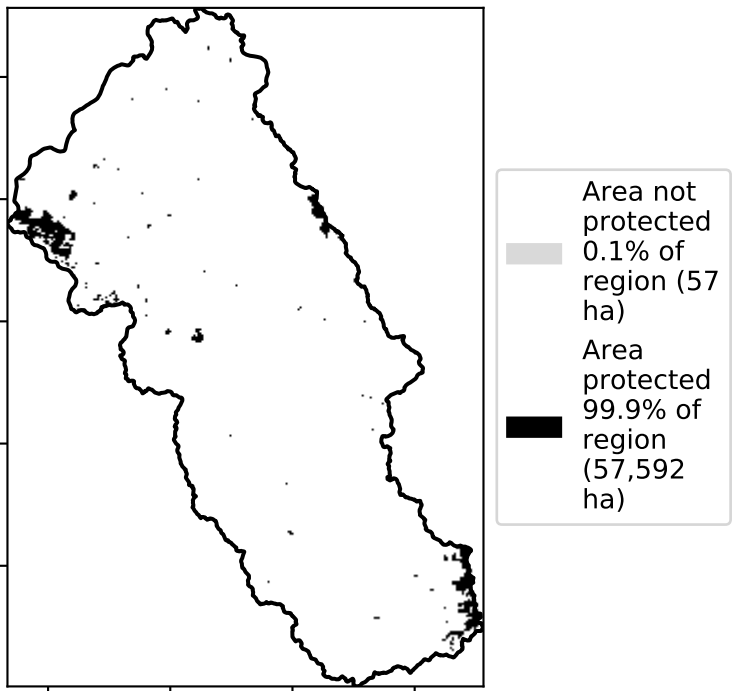 Area not
protected
0.1% of
region (57
ha)
Area
protected
99.9% of
region
(57,592
ha)